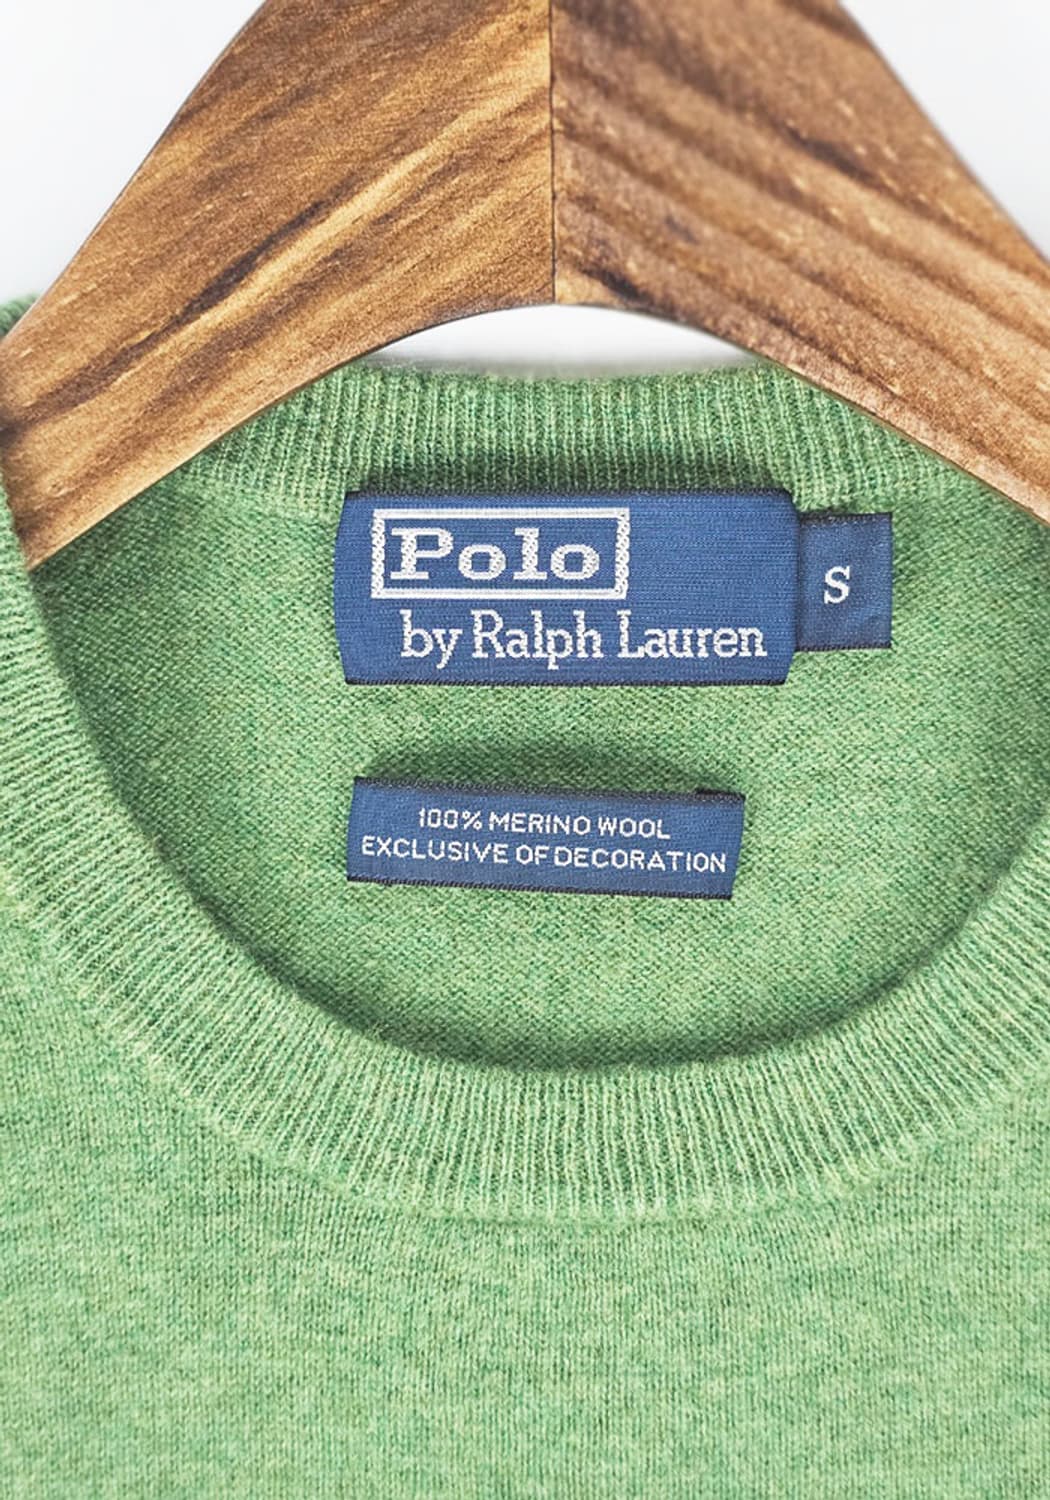 Polo
by Ralph Lauren
S
100% MERINO WOOL
EXCLUSIVE OF DECORATION